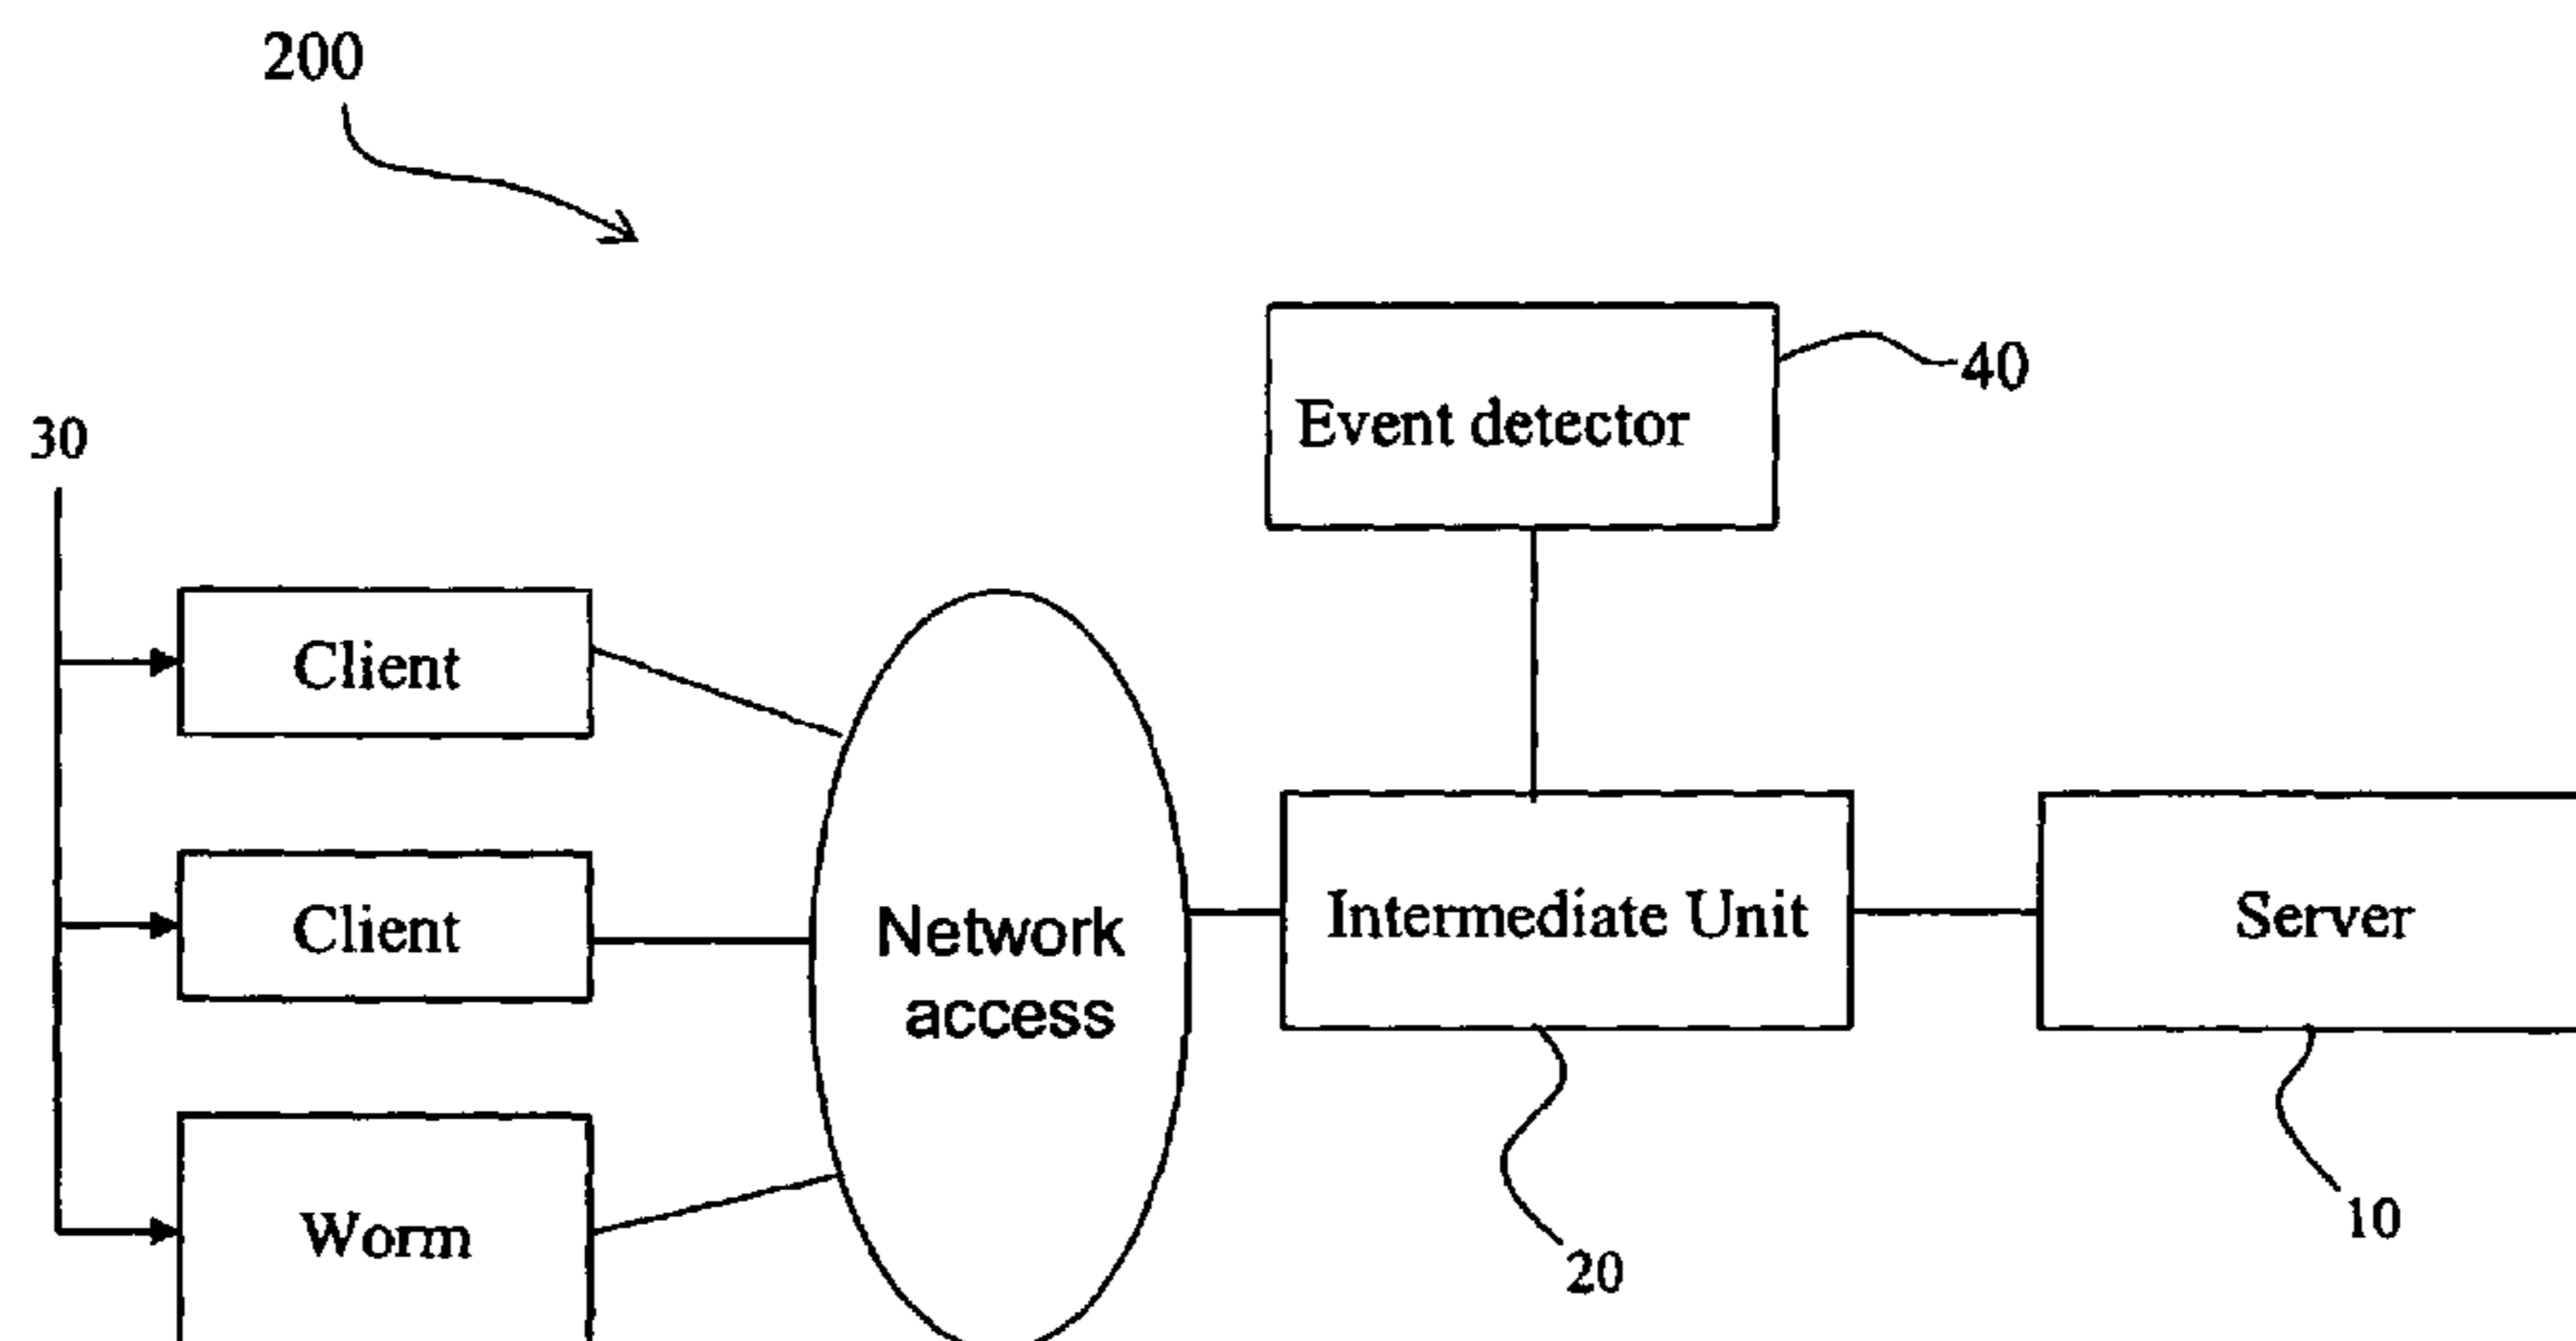 200
40
Event detector
30
Client
Client
Network
access
Intermediate Unit
Server
Worm
10
20